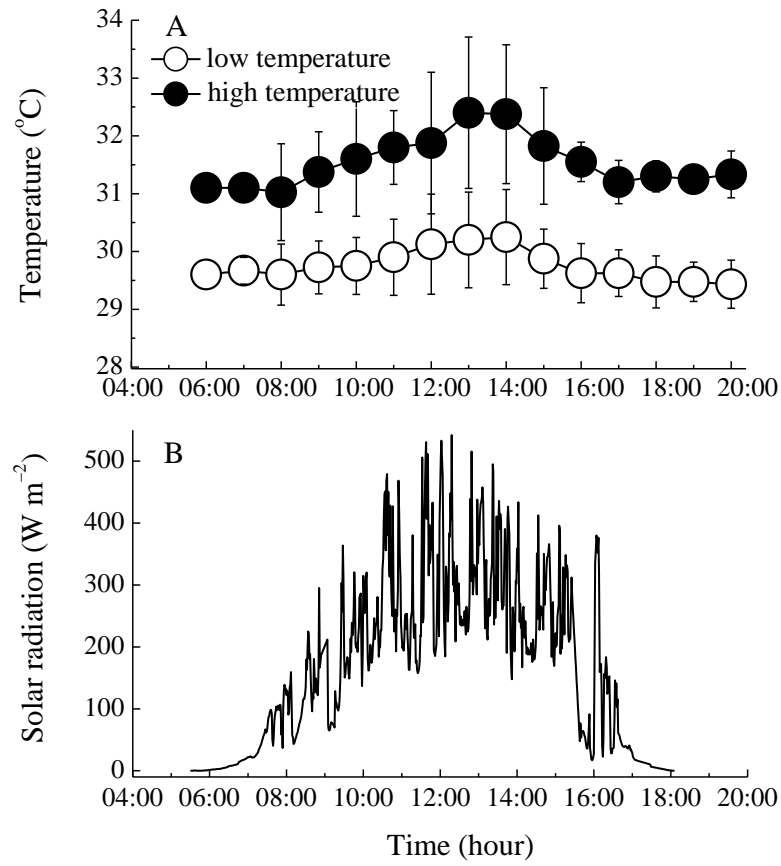 A
low temperature
high temperature
Temperature (°C)
34
33
32
31
30
29
28
04:00 06:00 08:00 10:00 12:00 14:00 16:00 18:00 20:00
B
Solar radiation (W m⁻²)
500
400
300
200
100
0
04:00 06:00 08:00 10:00 12:00 14:00 16:00 18:00 20:00
Time (hour)